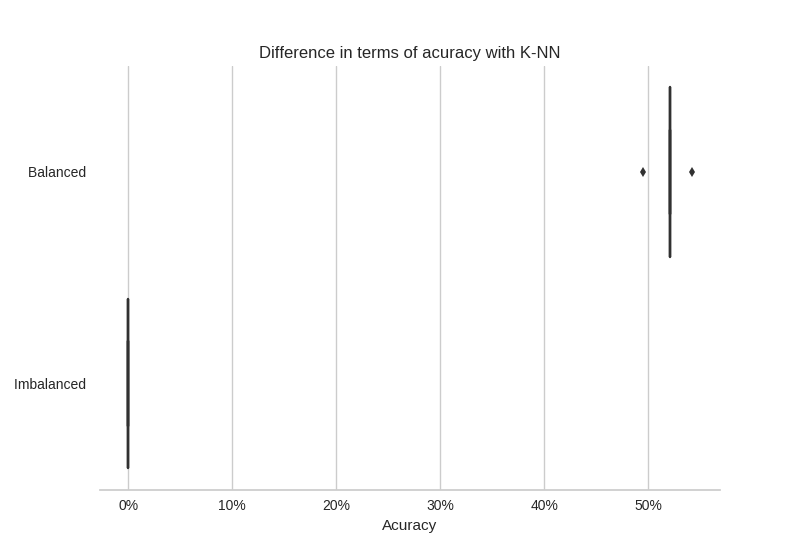 Difference in terms of acuracy with K-NN
Balanced
Imbalanced
0% 10% 20% 30% 40% 50%
Acuracy